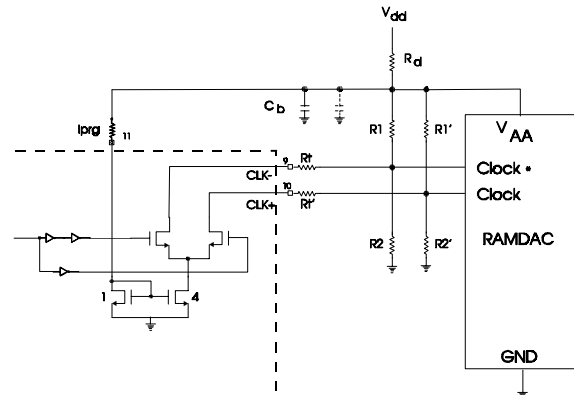 Vdd
Rd
Cb
R1
R1'
VAA
Iprg
11
CLK-
9
Rt
Clock *
CLK+
10
Rt'
Clock
R2
R2'
RAMDAC
1
4
GND